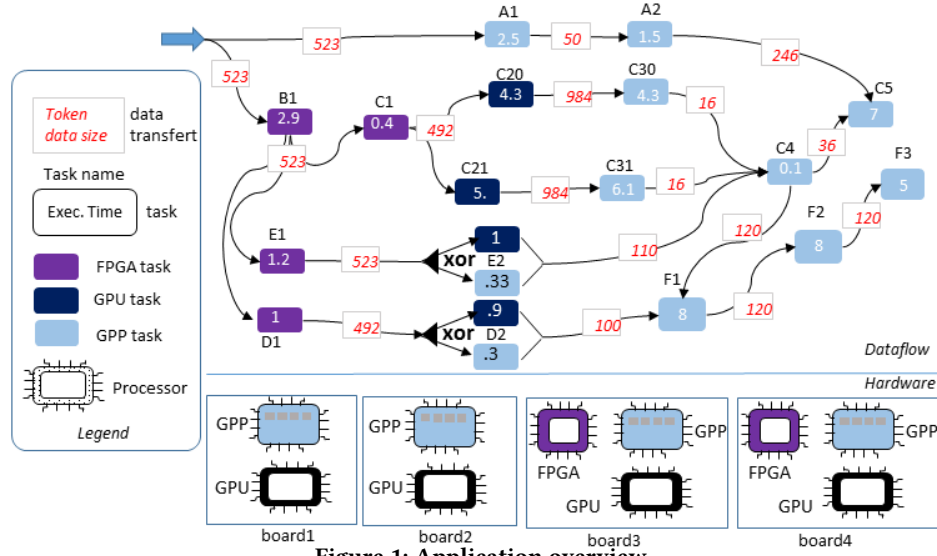 A1
A2
523
2.5
50
1.5
246
523
C20
C30
C5
B1
C1
4.3
984
4.3
16
7
Token
data size
data
transfert
2.9
0.4
492
36
F3
523
C21
C31
C4
0.1
5
Task name
5.
984
6.1
16
F2
120
Exec. Time
task
E1
1
120
8
1.2
523
xor
E2
110
FPGA task
.33
F1
GPU task
1
.9
8
120
D1
492
xor
D2
100
GPP task
.3
Dataflow
Processor
Hardware
Legend
GPP
GPP
GPP
GPP
FPGA
FPGA
GPU
GPU
GPU
GPU
board1
board2
board3
board4
Figure 1: Application overview